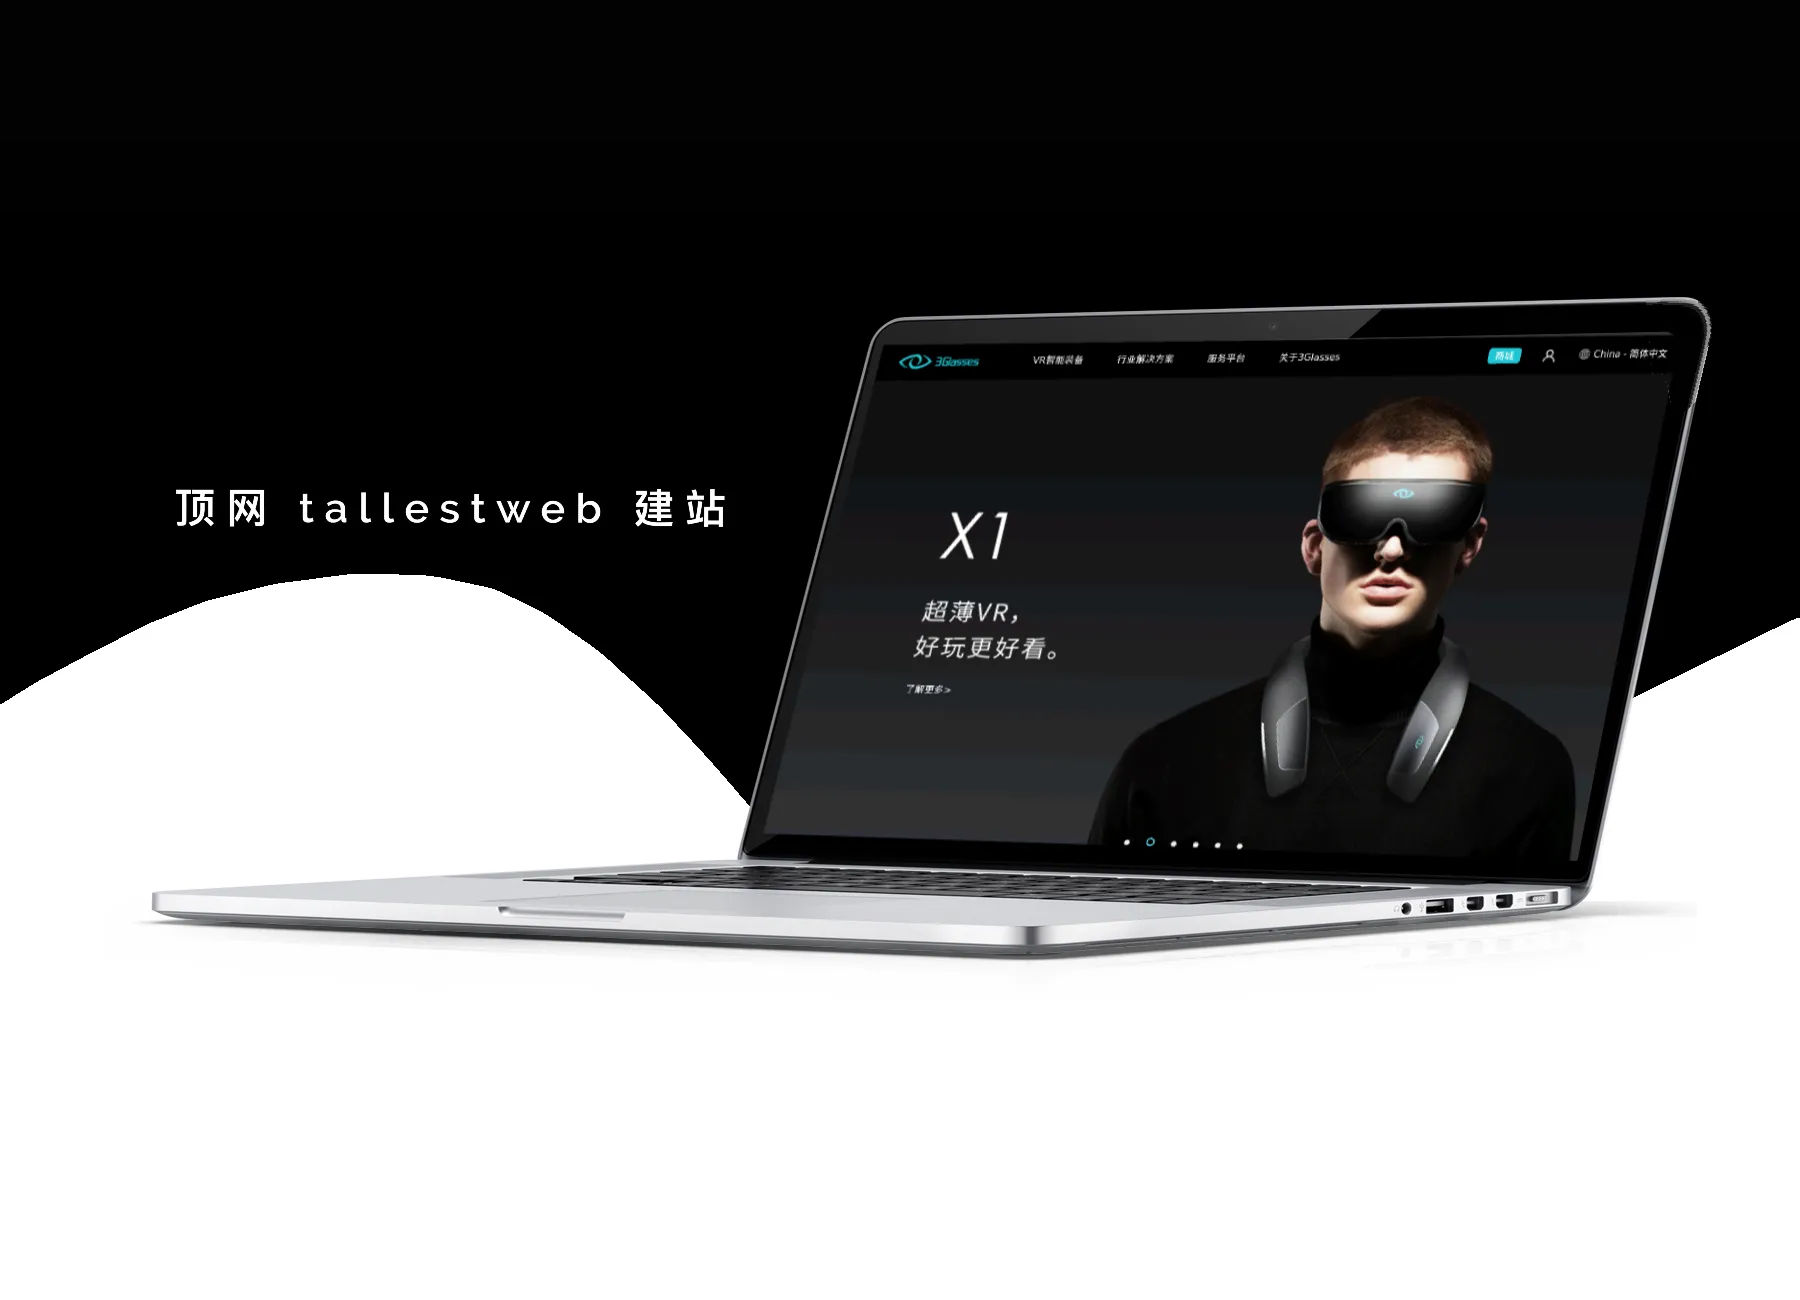 3Glasses VR智能装备 行业解决方案 服务平台 关于3Glasses 商城 China - 简体中文
顶网 tallestweb 建站
X1
超薄VR，
好玩更好看。
了解更多>